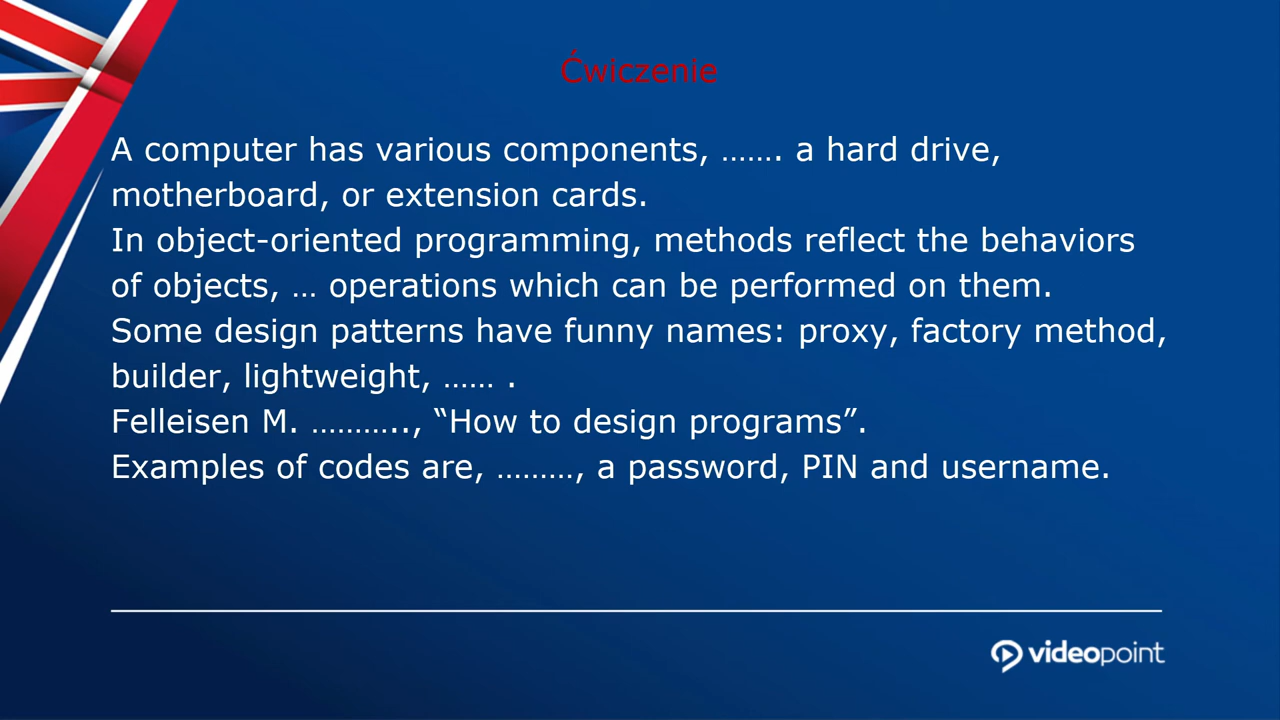 Ćwiczenie
A computer has various components, ……. a hard drive,
motherboard, or extension cards.
In object-oriented programming, methods reflect the behaviors
of objects, … operations which can be performed on them.
Some design patterns have funny names: proxy, factory method,
builder, lightweight, …… .
Felleisen M. ……….., “How to design programs”.
Examples of codes are, ………, a password, PIN and username.
videopoint